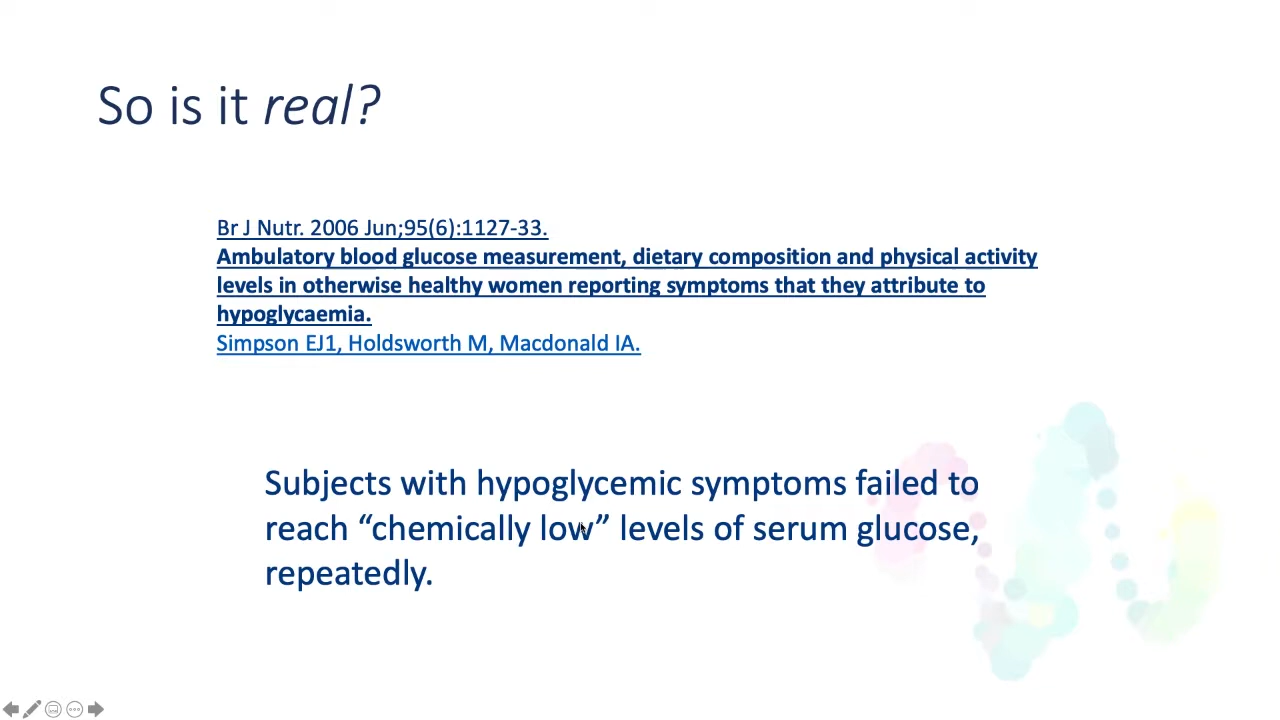 So is it real?
Br J Nutr. 2006 Jun;95(6):1127-33.
Ambulatory blood glucose measurement, dietary composition and physical activity
levels in otherwise healthy women reporting symptoms that they attribute to
hypoglycaemia.
Simpson EJ1, Holdsworth M, Macdonald IA.
Subjects with hypoglycemic symptoms failed to
reach “chemically low” levels of serum glucose,
repeatedly.